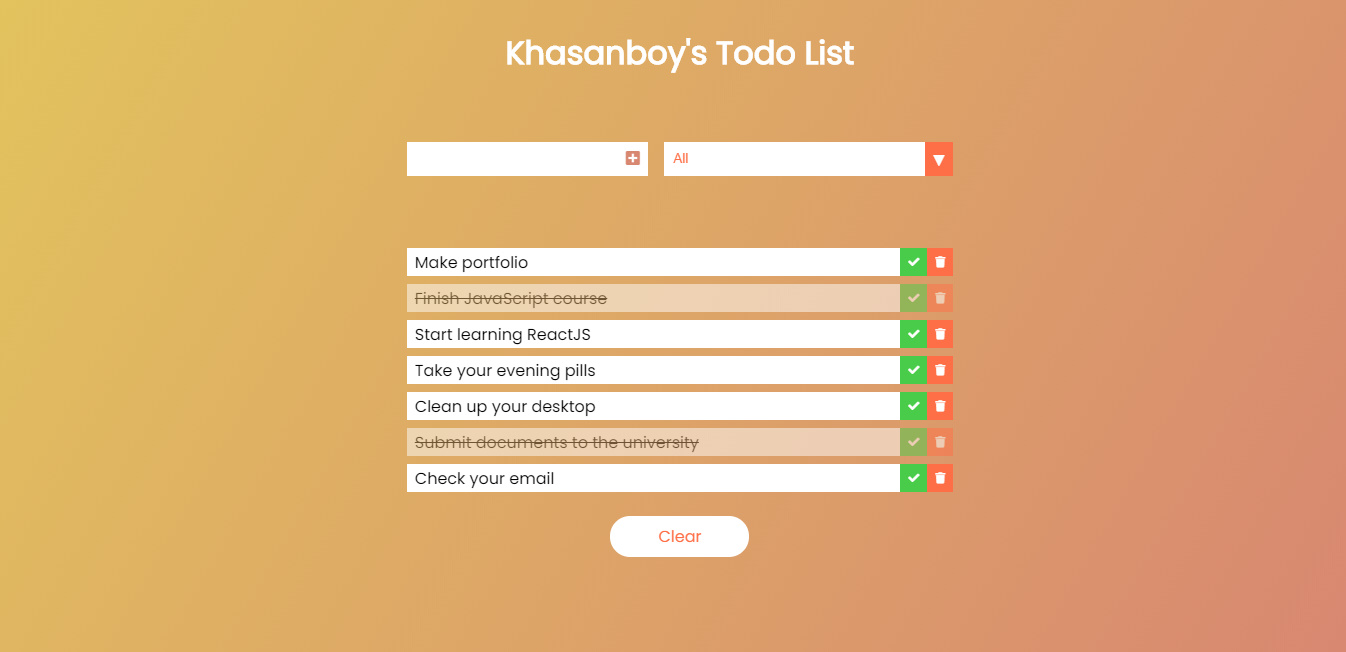 Khasanboy's Todo List
All
Make portfolio
Finish JavaScript course
Start learning ReactJS
Take your evening pills
Clean up your desktop
Submit documents to the university
Check your email
Clear